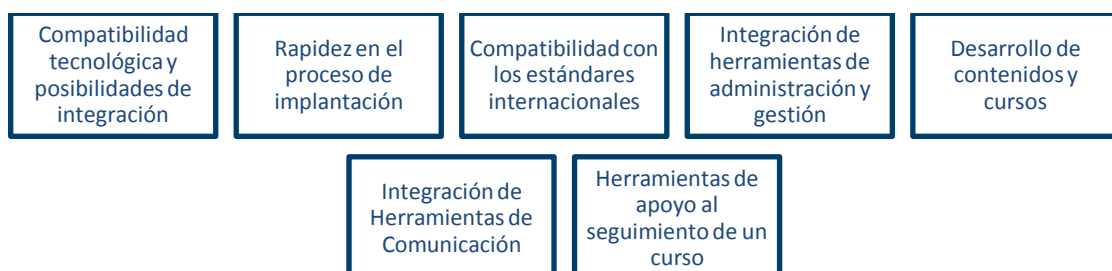 Compatibilidad
tecnológica y
posibilidades de
integración
Rapidez en el
proceso de
implantación
Compatibilidad con
los estándares
internacionales
Integración de
herramientas de
administración y
gestión
Desarrollo de
contenidos y
cursos
Integración de
Herramientas de
Comunicación
Herramientas de
apoyo al
seguimiento de un
curso